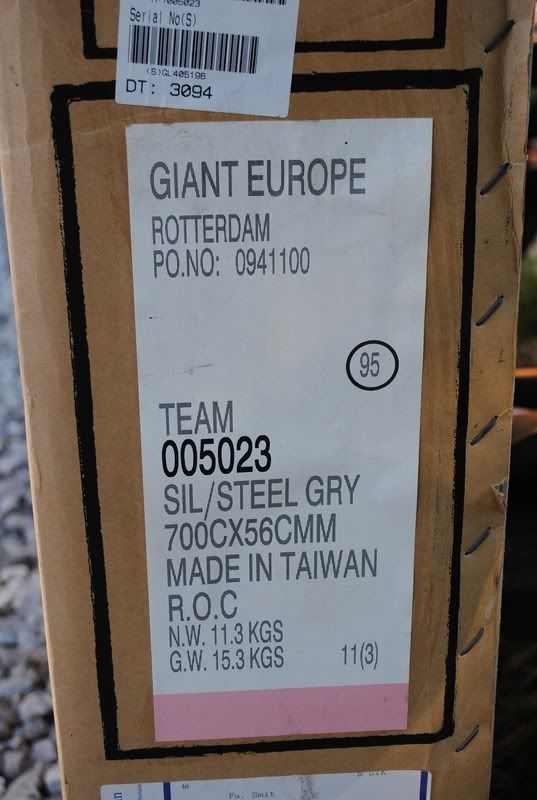 Serial No(S)
(S)GL405196
DT: 3094
GIANT EUROPE
ROTTERDAM
PO.NO: 0941100
95
TEAM
005023
SIL/STEEL GRY
700CX56CMM
MADE IN TAIWAN
R.O.C
N.W. 11.3 KGS
G.W. 15.3 KGS 11(3)
to
Fa. Smit